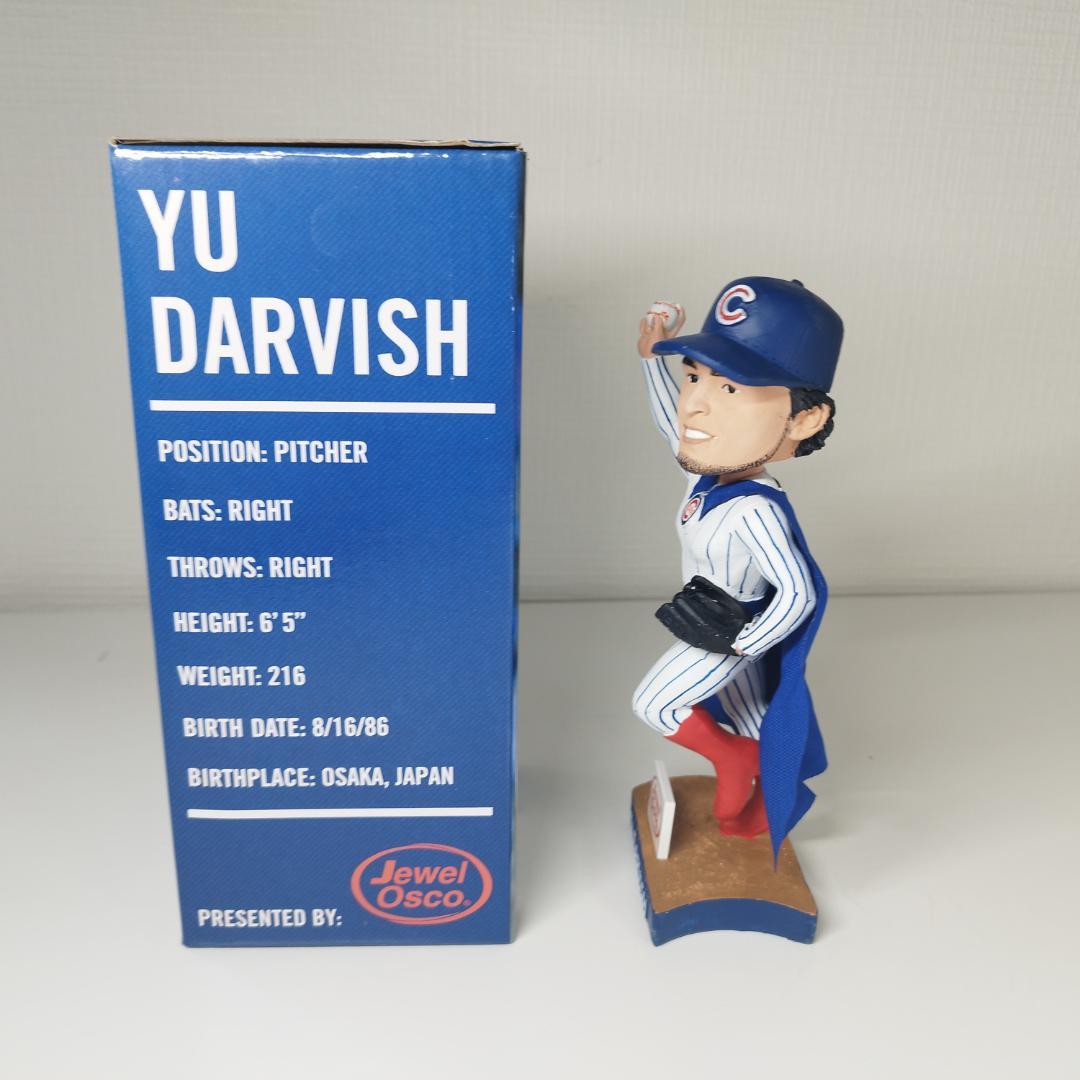 YU
DARVISH
POSITION: PITCHER
BATS: RIGHT
THROWS: RIGHT
HEIGHT: 6'5"
WEIGHT: 216
BIRTH DATE: 8/16/86
BIRTHPLACE: OSAKA, JAPAN
PRESENTED BY:
Jewel
Osco®
C